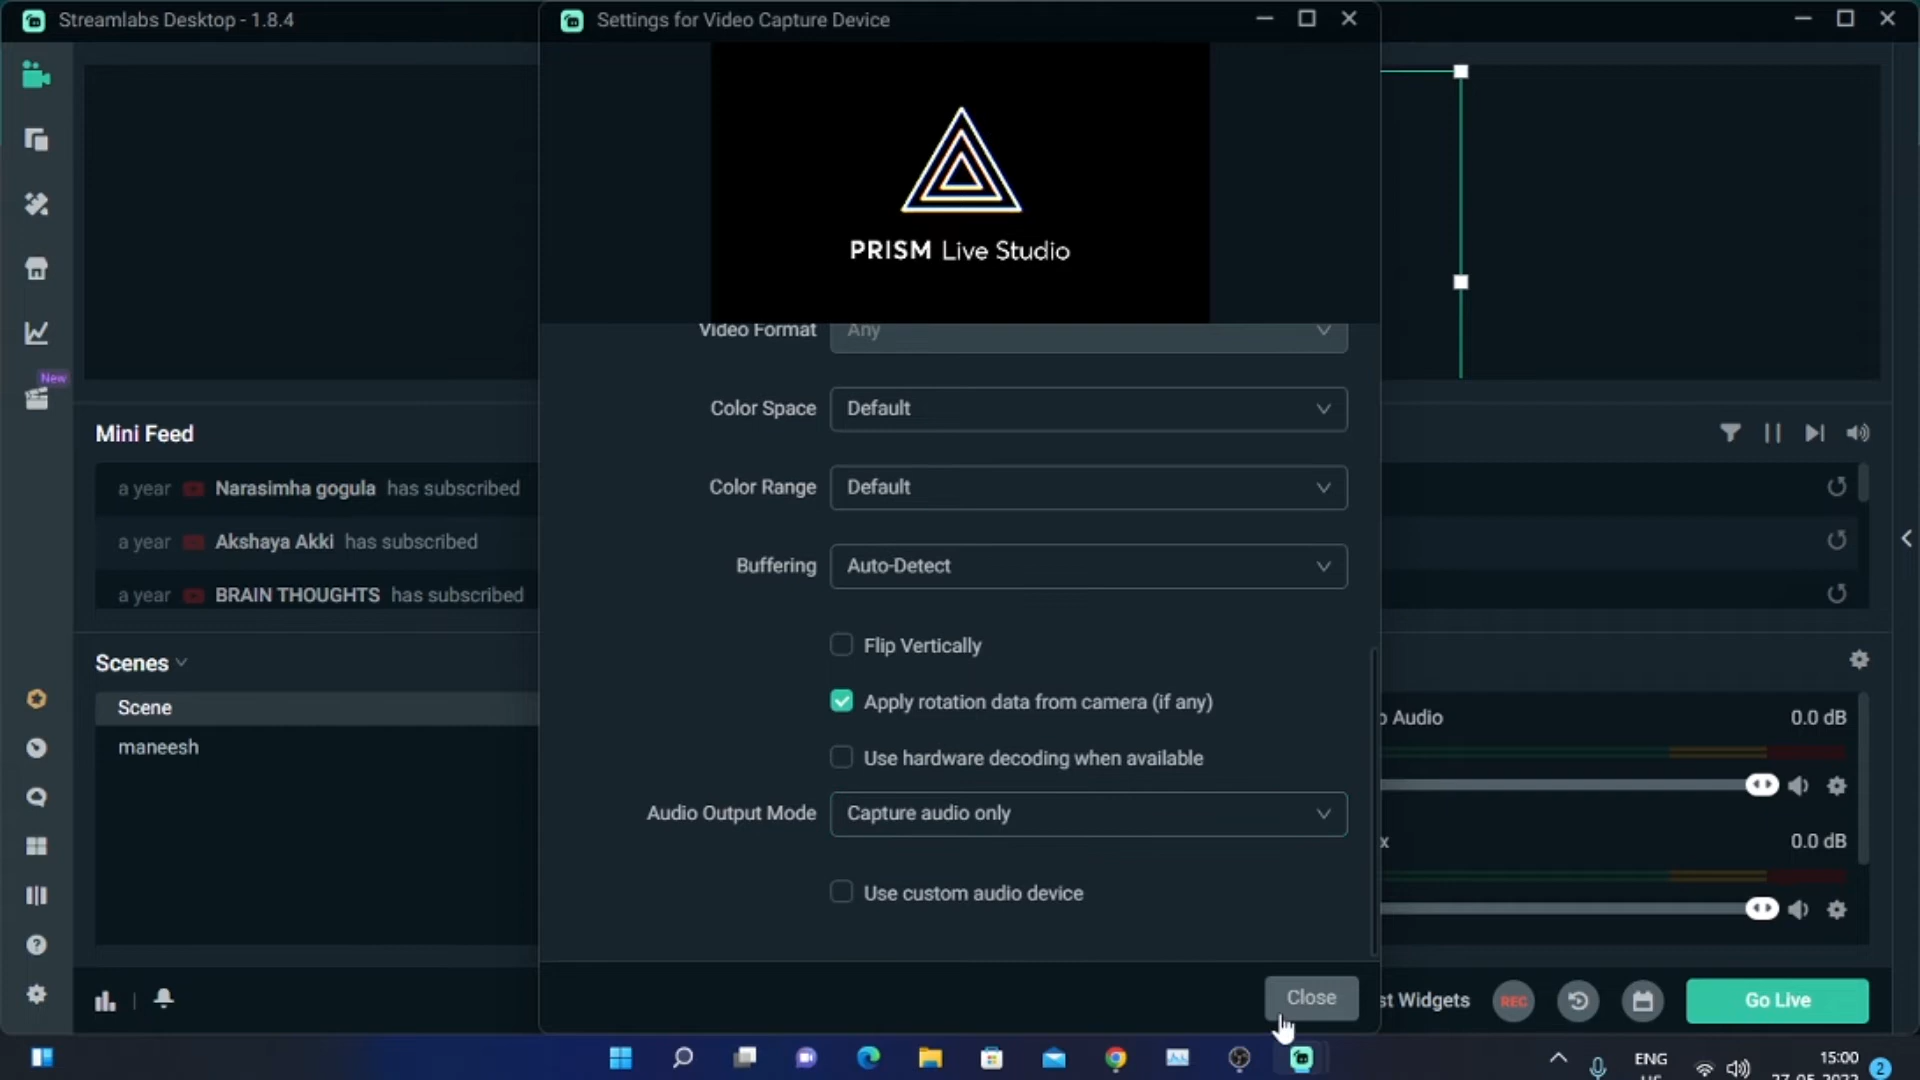 Streamlabs Desktop - 1.8.4
Settings for Video Capture Device
PRISM Live Studio
Video Format Any
Color Space Default
Color Range Default
Buffering Auto-Detect
Flip Vertically
Apply rotation data from camera (if any)
Use hardware decoding when available
Audio Output Mode Capture audio only
Use custom audio device
Close
New
Mini Feed
a year Narasimha gogula has subscribed
a year Akshaya Akki has subscribed
a year BRAIN THOUGHTS has subscribed
Scenes
Scene
maneesh
Audio 0.0 dB
x 0.0 dB
st Widgets REC Go Live
ENG 15:00
27-05-2022 2